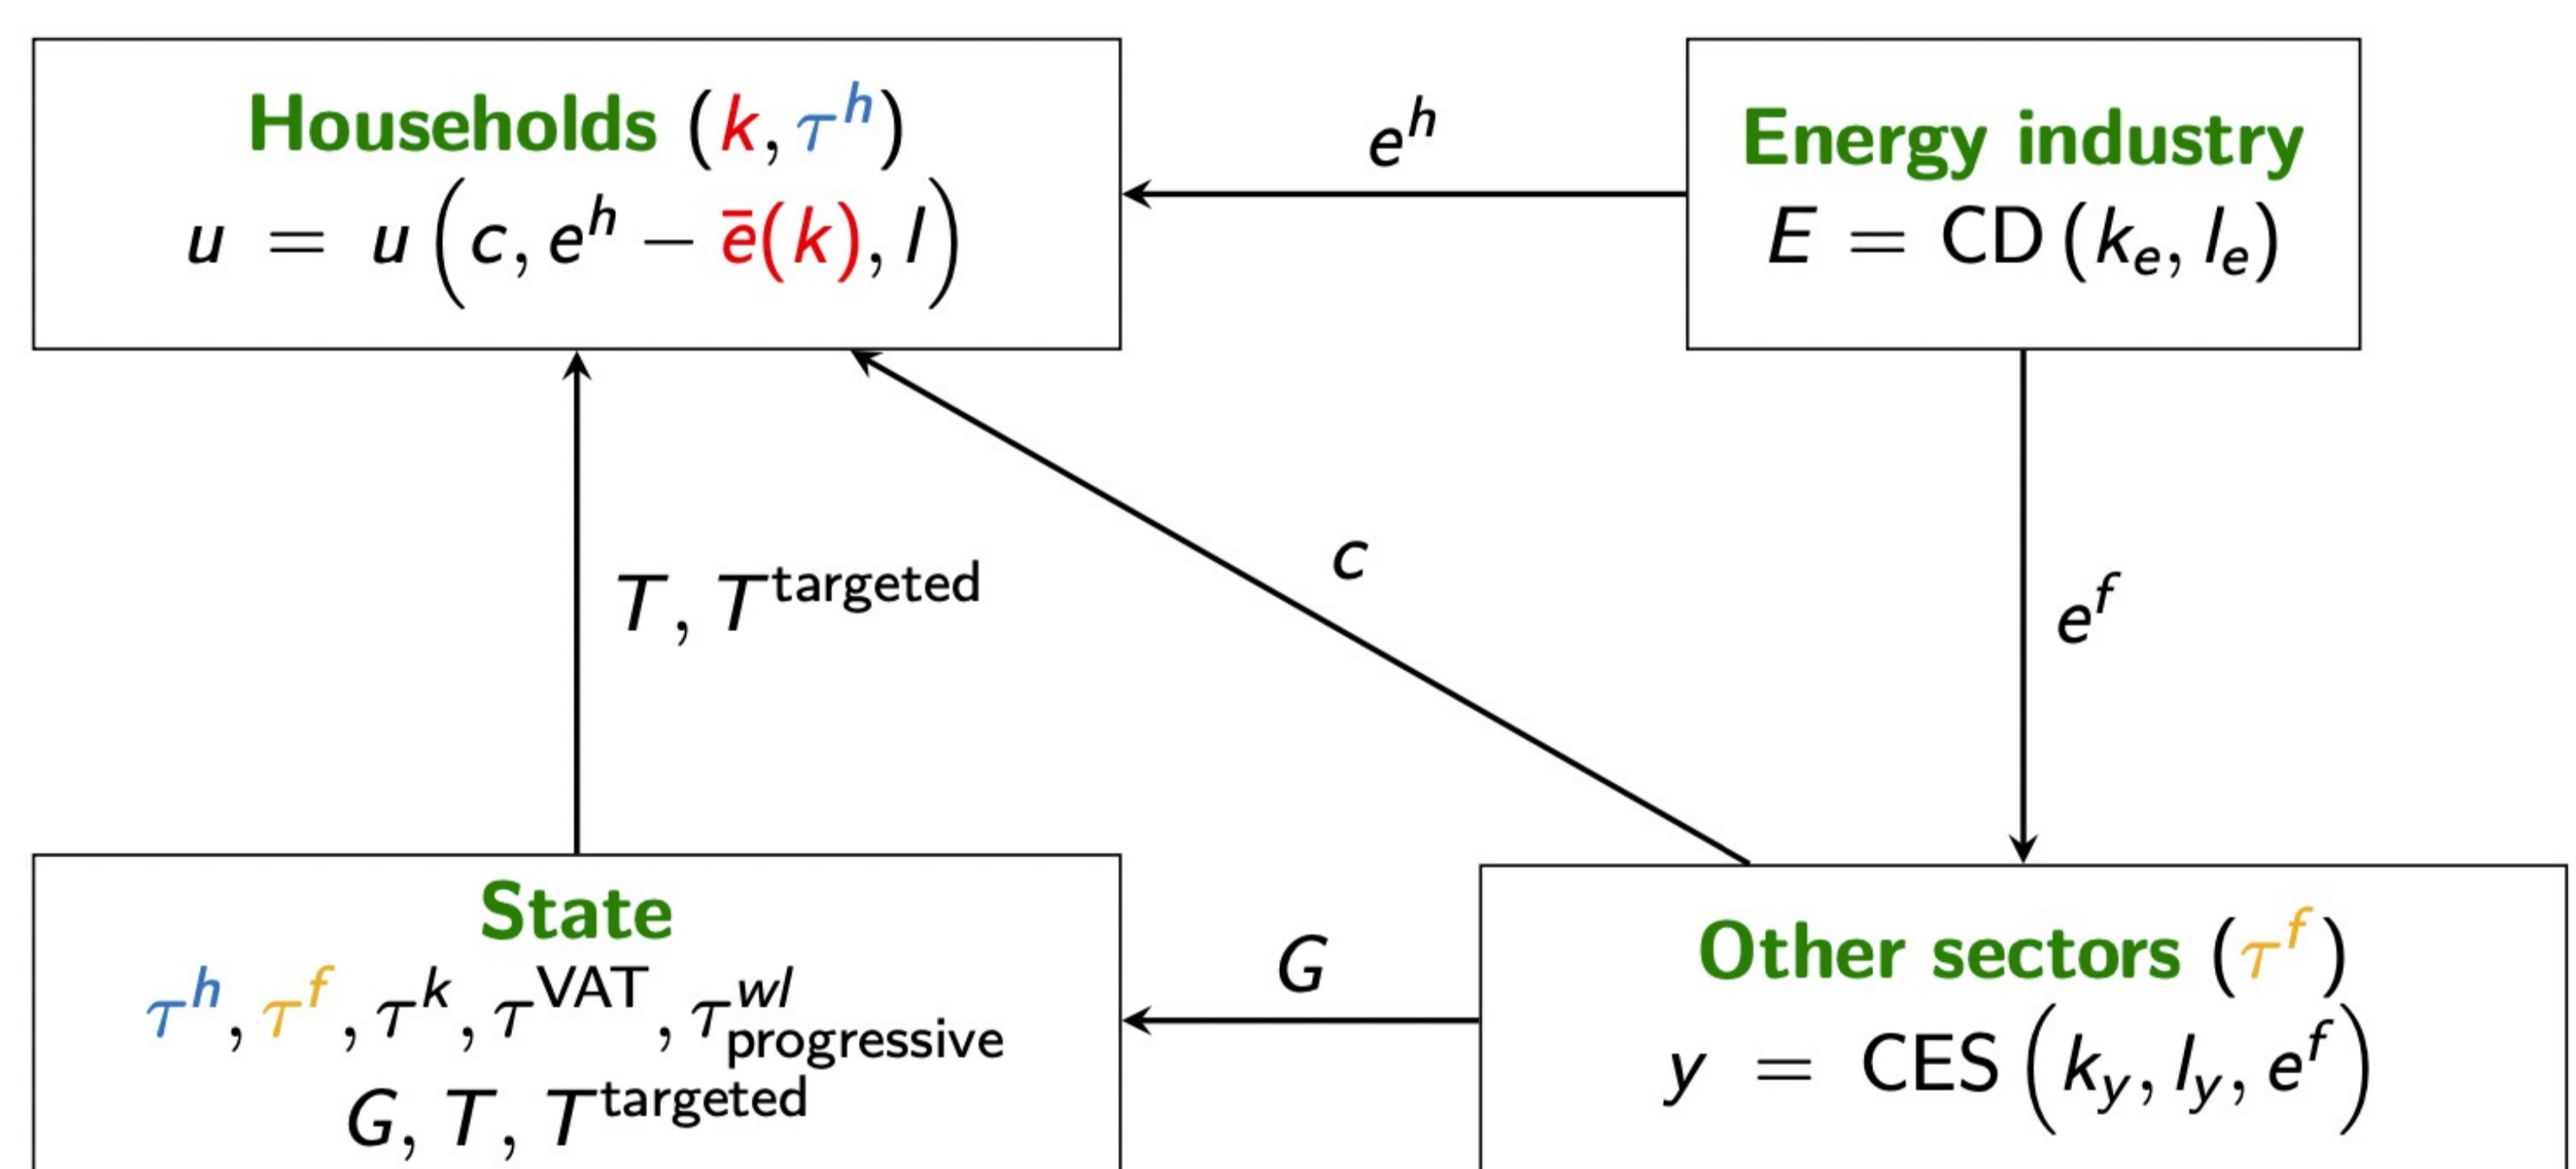 Households (k, τ^h)
u = u(c, e^h − ē(k), l)
e^h
Energy industry
E = CD (k_e, l_e)
T, T^targeted
c
e^f
State
τ^h, τ^f, τ^k, τ^VAT, τ^wl_progressive
G, T, T^targeted
G
Other sectors (τ^f)
y = CES (k_y, l_y, e^f)